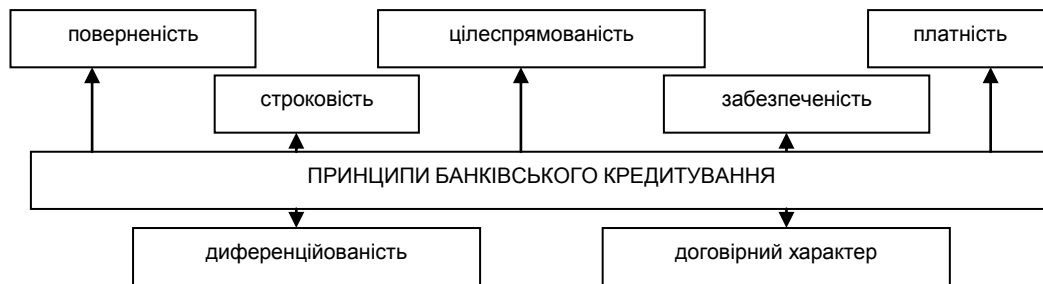 поверненість
цілеспрямованість
платність
строковість
забезпеченість
ПРИНЦИПИ БАНКІВСЬКОГО КРЕДИТУВАННЯ
диференційованість
договірний характер